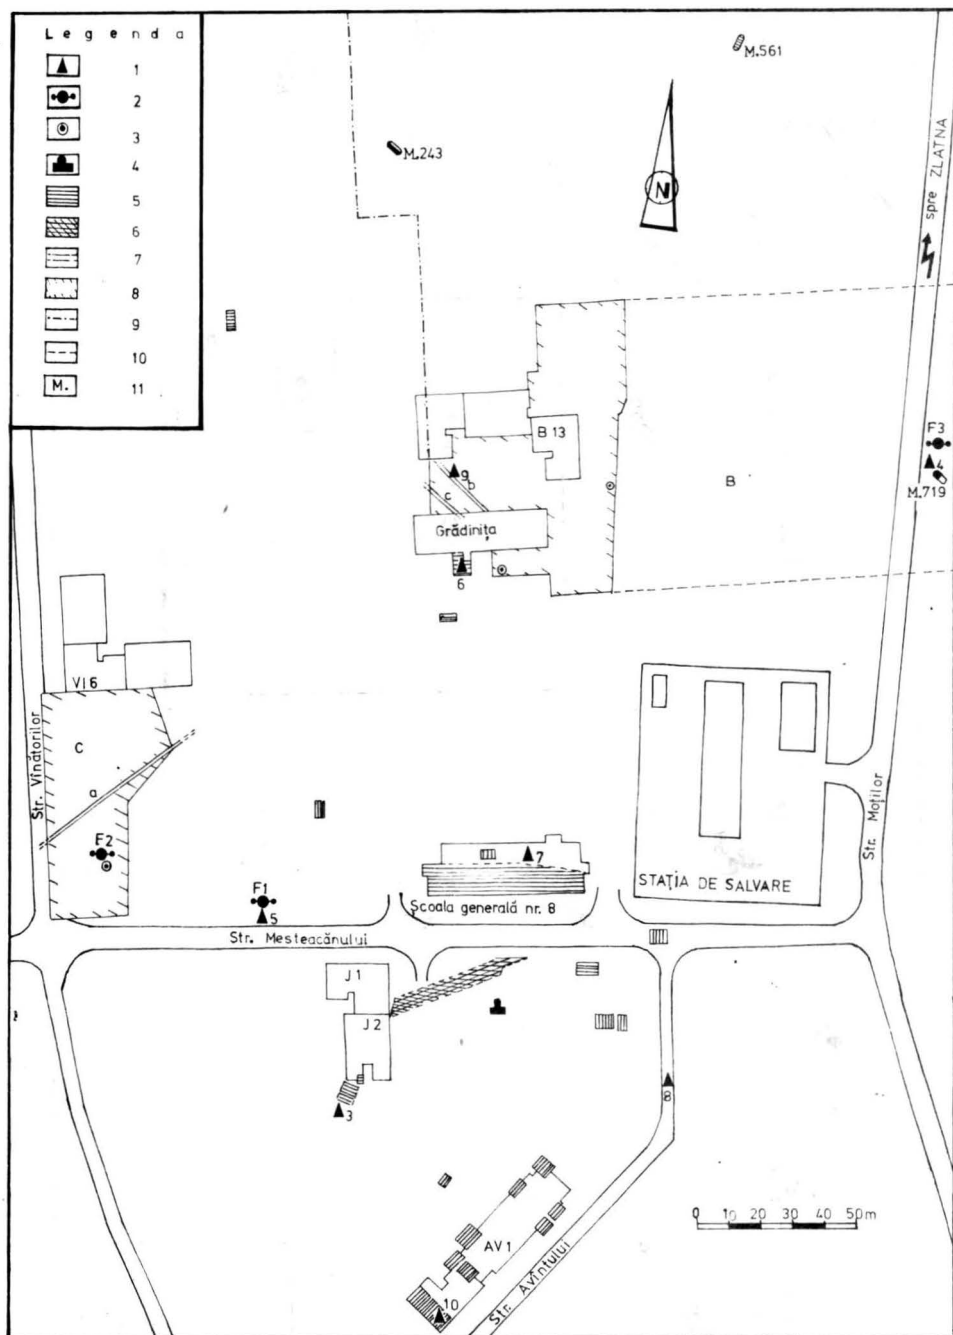 Legenda
1
2
3
4
5
6
7
8
9
10
M. 11
M.561
M.243
N
spre ZLATNA
B 13
B
F3
4
M.719
9
b
c
Grădinița
6
VI 6
C
a
F2
Str. Vînătorilor
F1
5
7
Școala generală nr. 8
STAȚIA DE SALVARE
Str. Moților
Str. Mesteacănului
J 1
J 2
3
8
0 10 20 30 40 50m
AV 1
10
Str. Avîntului